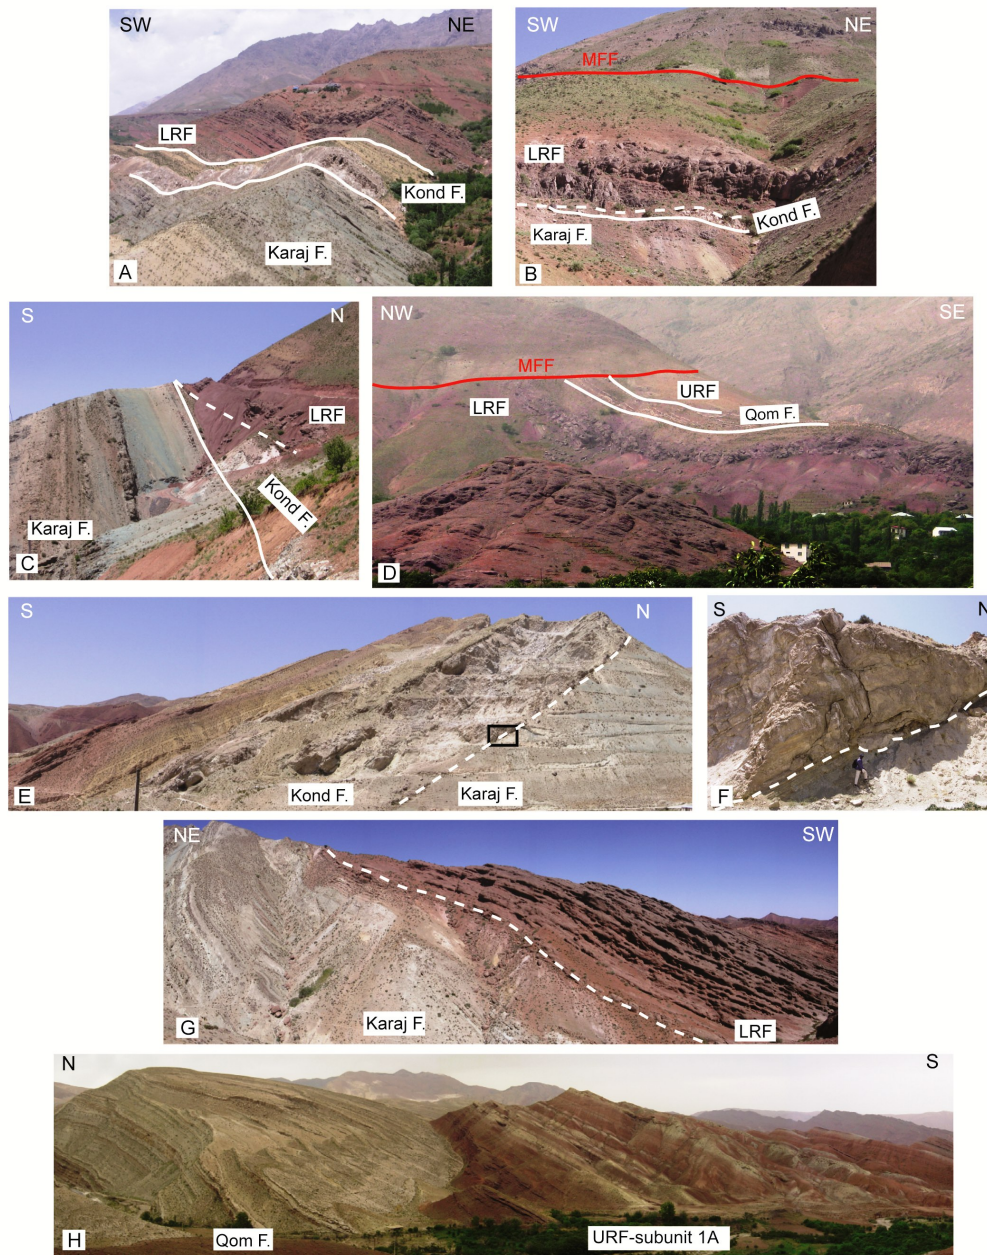 SW NE
LRF
Kond F.
Karaj F.
A
SW NE
MFF
LRF
Kond F.
Karaj F.
B
S N
LRF
Kond F.
Karaj F.
C
NW SE
MFF
URF
LRF
Qom F.
D
S N
Kond F. Karaj F.
E
S N
F
NE SW
Karaj F.
LRF
G
N S
Qom F. URF-subunit 1A
H